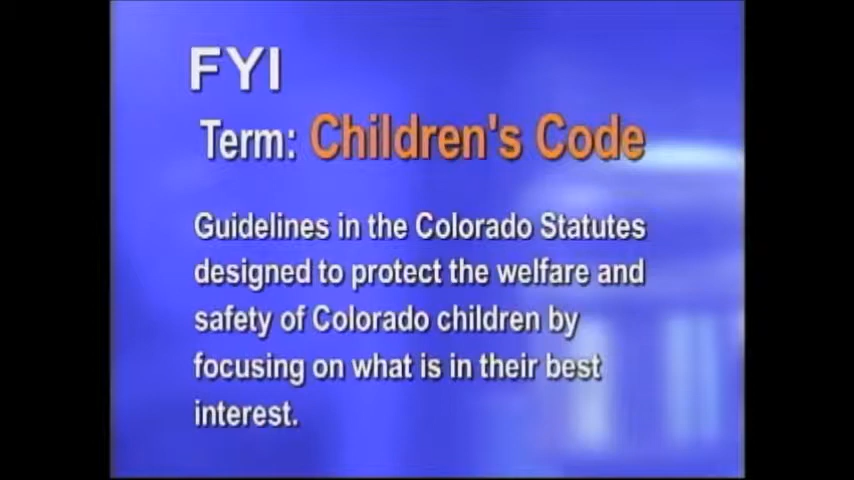 FYI
Term: Children's Code
Guidelines in the Colorado Statutes
designed to protect the welfare and
safety of Colorado children by
focusing on what is in their best
interest.